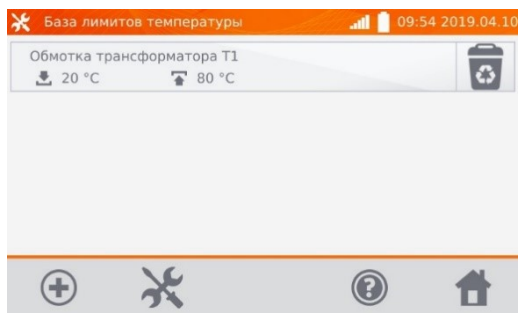 База лимитов температуры 09:54 2019.04.10
Обмотка трансформатора T1
20 °C 80 °C